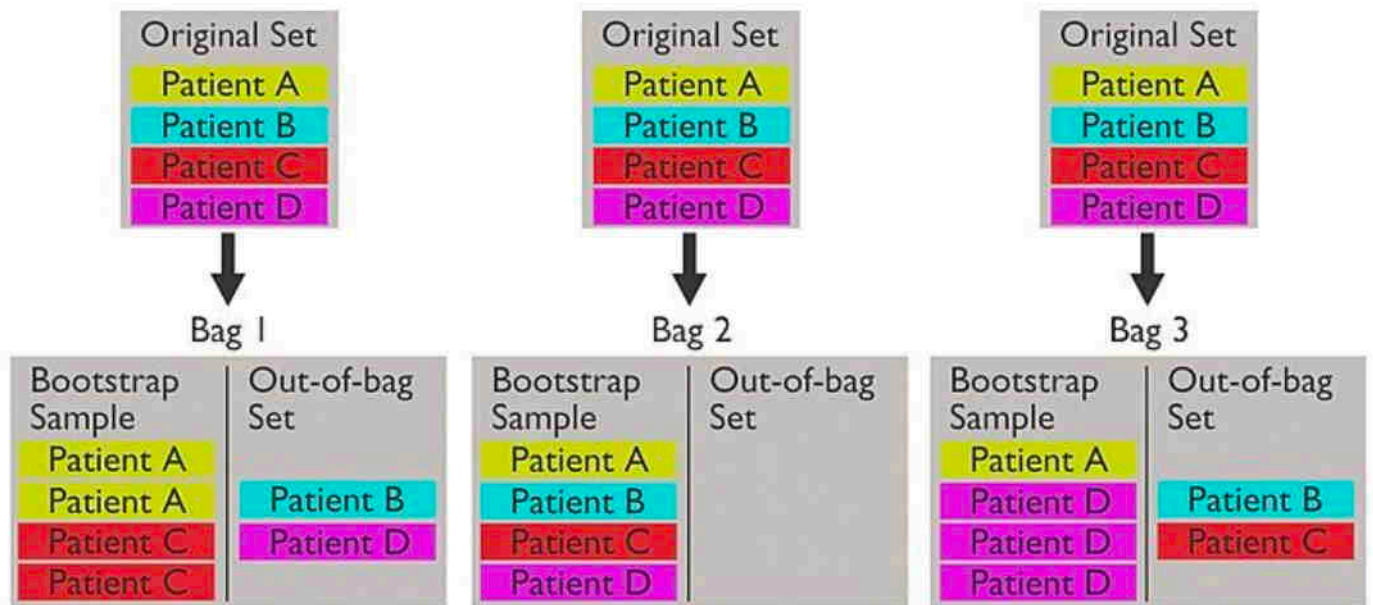 Original Set
Patient A
Patient B
Patient C
Patient D
Original Set
Patient A
Patient B
Patient C
Patient D
Original Set
Patient A
Patient B
Patient C
Patient D
Bag 1
Bootstrap
Sample
Patient A
Patient A
Patient C
Patient C
Out-of-bag
Set
Patient B
Patient D
Bag 2
Bootstrap
Sample
Patient A
Patient B
Patient C
Patient D
Out-of-bag
Set
Bag 3
Bootstrap
Sample
Patient A
Patient D
Patient D
Patient D
Out-of-bag
Set
Patient B
Patient C